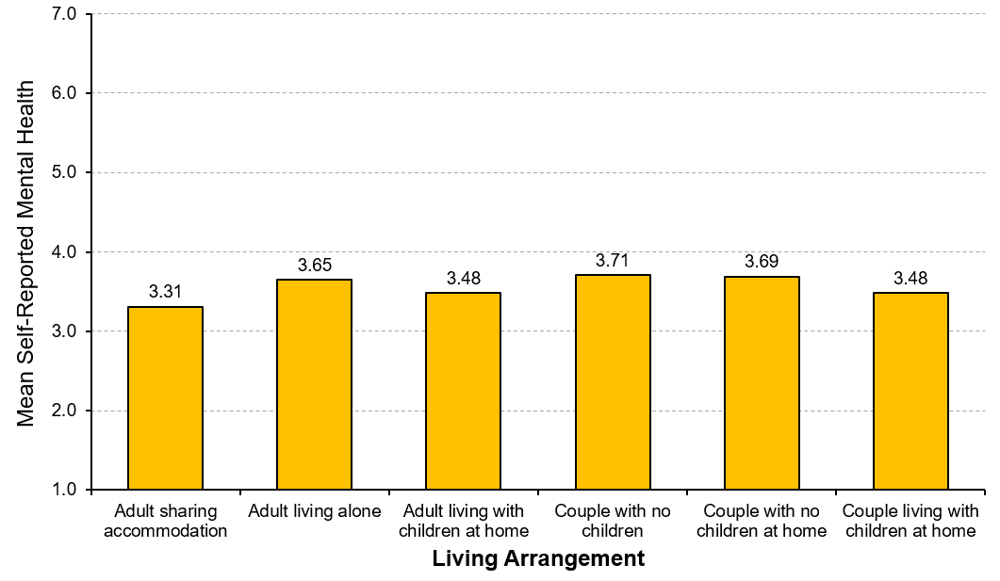 Mean Self-Reported Mental Health
7.0
6.0
5.0
4.0
3.0
2.0
1.0
3.31
3.65
3.48
3.71
3.69
3.48
Adult sharing
accommodation
Adult living alone
Adult living with
children at home
Couple with no
children
Couple with no
children at home
Couple living with
children at home
Living Arrangement